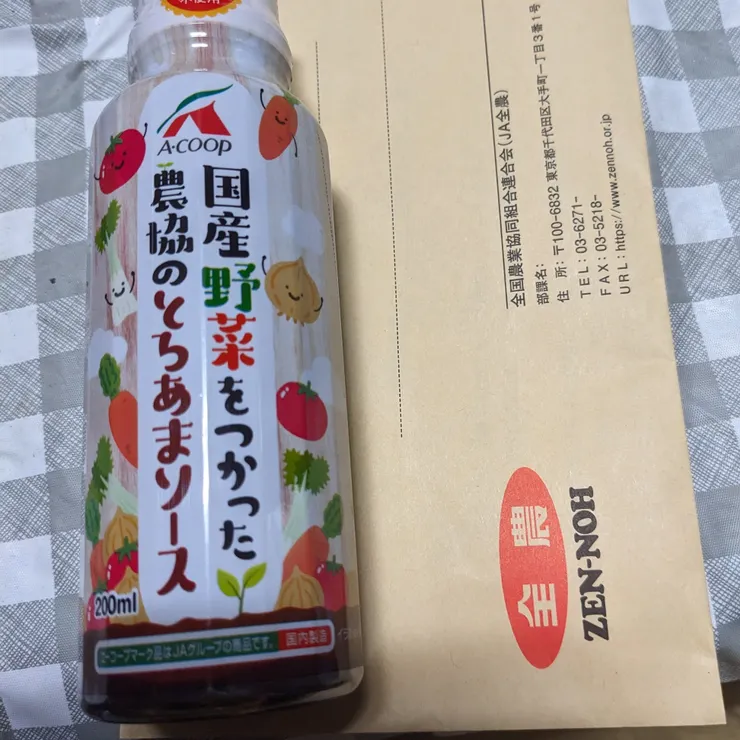 未使用
A·COOP
国産野菜をつかった
農協のとろあまソース
200ml
エーコープマーク品はJAグループの商品です。
国内製造
全国農業協同組合連合会(JA全農)
部課名:
住 所:〒100-6832 東京都千代田区大手町一丁目3番1号
TEL:03-6271-
FAX:03-5218-
URL:https://www.zennoh.or.jp
全農
ZEN-NOH